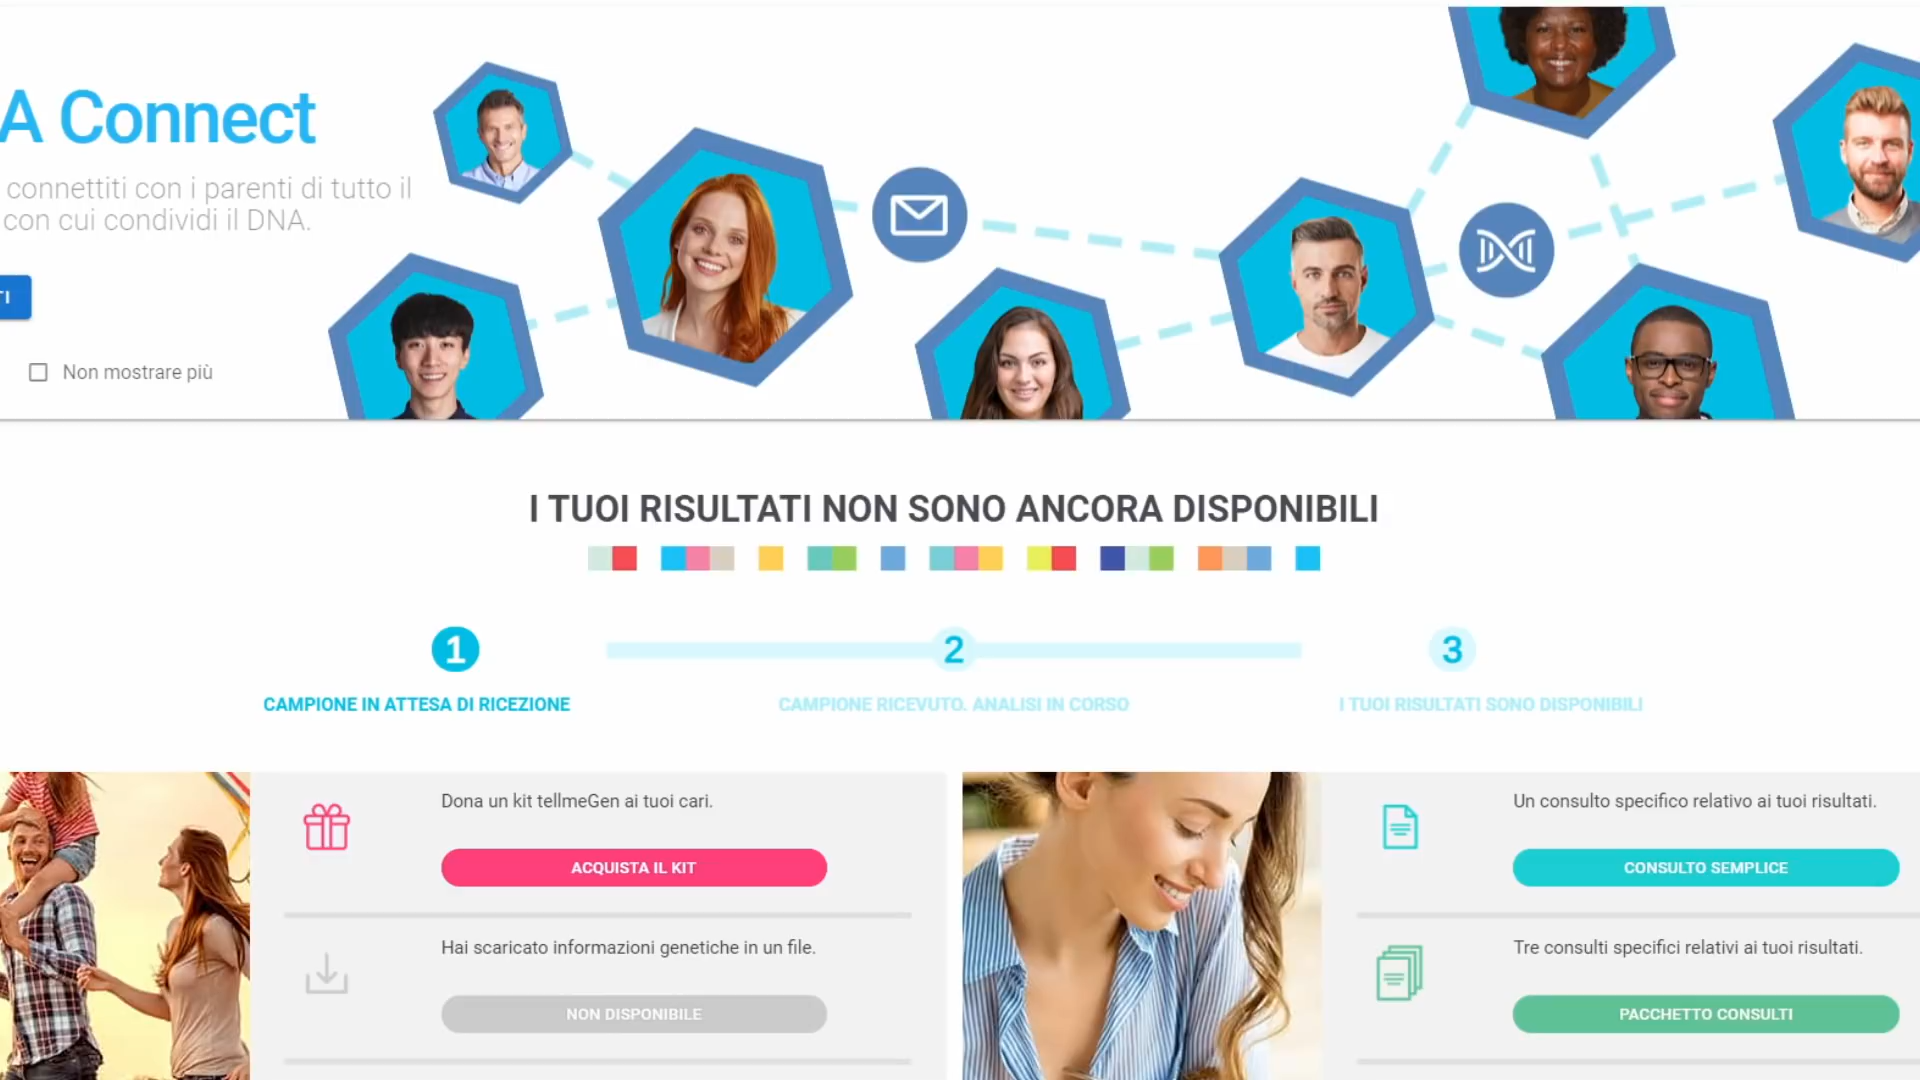 A Connect
connettiti con i parenti di tutto il
con cui condividi il DNA.
TI
Non mostrare più
I TUOI RISULTATI NON SONO ANCORA DISPONIBILI
1
2
3
CAMPIONE IN ATTESA DI RICEZIONE
CAMPIONE RICEVUTO. ANALISI IN CORSO
I TUOI RISULTATI SONO DISPONIBILI
Dona un kit tellmeGen ai tuoi cari.
ACQUISTA IL KIT
Hai scaricato informazioni genetiche in un file.
NON DISPONIBILE
Un consulto specifico relativo ai tuoi risultati.
CONSULTO SEMPLICE
Tre consulti specifici relativi ai tuoi risultati.
PACCHETTO CONSULTI